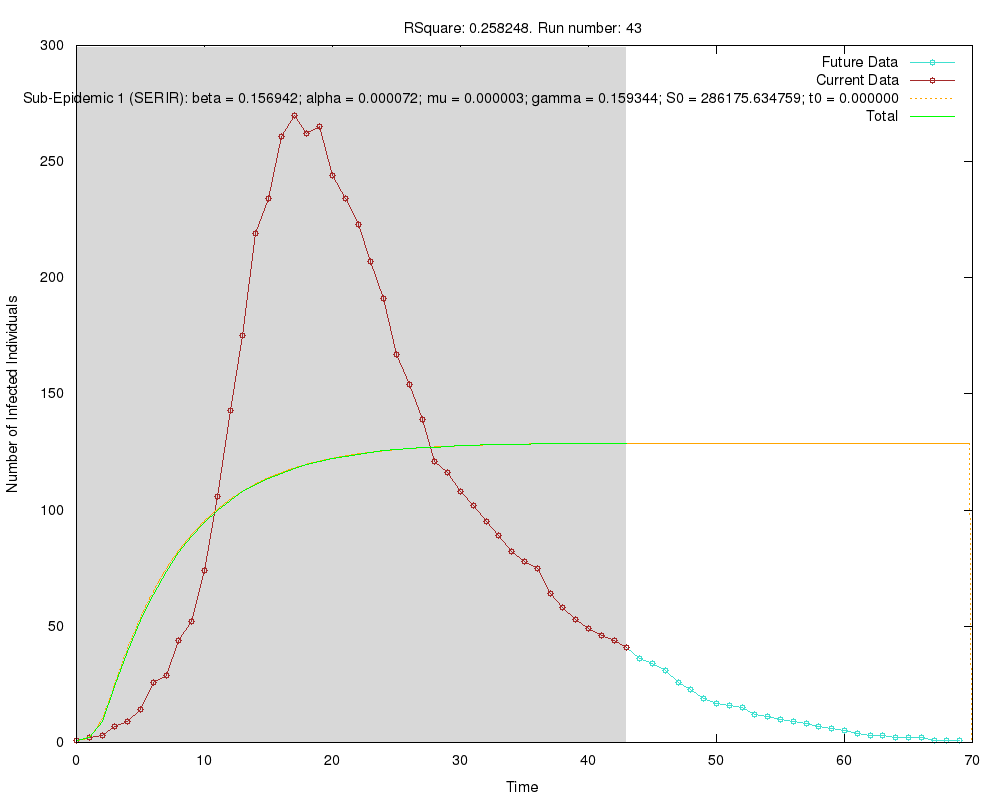 RSquare: 0.258248. Run number: 43
Future Data
Current Data
Sub-Epidemic 1 (SERIR): beta = 0.156942; alpha = 0.000072; mu = 0.000003; gamma = 0.159344; S0 = 286175.634759; t0 = 0.000000
Total
300
250
200
150
100
50
0
Number of Infected Individuals
0 10 20 30 40 50 60 70
Time